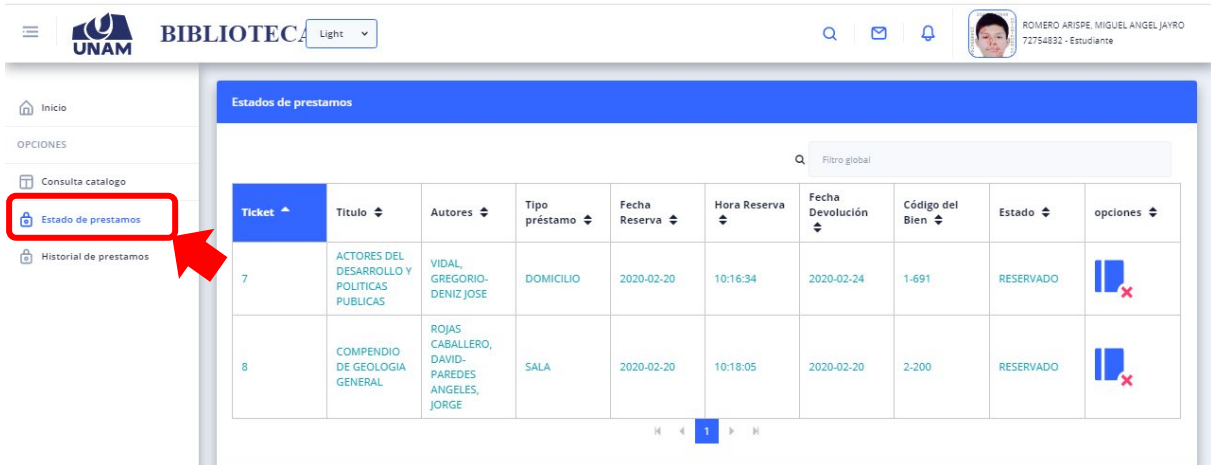 UNAM
BIBLIOTECA
Light
ROMERO ARISPE, MIGUEL ANGEL JAYRO
72754832 - Estudiante
Inicio
OPCIONES
Consulta catalogo
Estado de prestamos
Historial de prestamos
Estados de prestamos
Filtro global
Ticket
Titulo
Autores
Tipo
préstamo
Fecha
Reserva
Hora Reserva
Fecha
Devolución
Código del
Bien
Estado
opciones
7
ACTORES DEL
DESARROLLO Y
POLITICAS
PUBLICAS
VIDAL,
GREGORIO-
DENIZ JOSE
DOMICILIO
2020-02-20
10:16:34
2020-02-24
1-691
RESERVADO
8
COMPENDIO
DE GEOLOGIA
GENERAL
ROJAS
CABALLERO,
DAVID-
PAREDES
ANGELES,
JORGE
SALA
2020-02-20
10:18:05
2020-02-20
2-200
RESERVADO
1